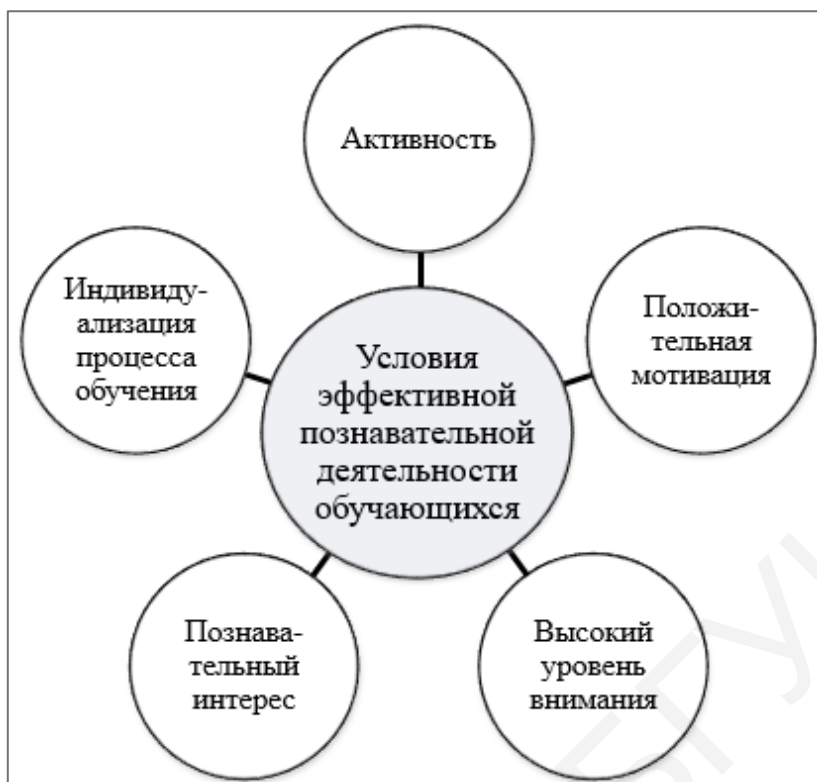 Активность
Индивиду-
ализация
процесса
обучения
Положи-
тельная
мотивация
Условия
эффективной
познавательной
деятельности
обучающихся
Познава-
тельный
интерес
Высокий
уровень
внимания
БГУ